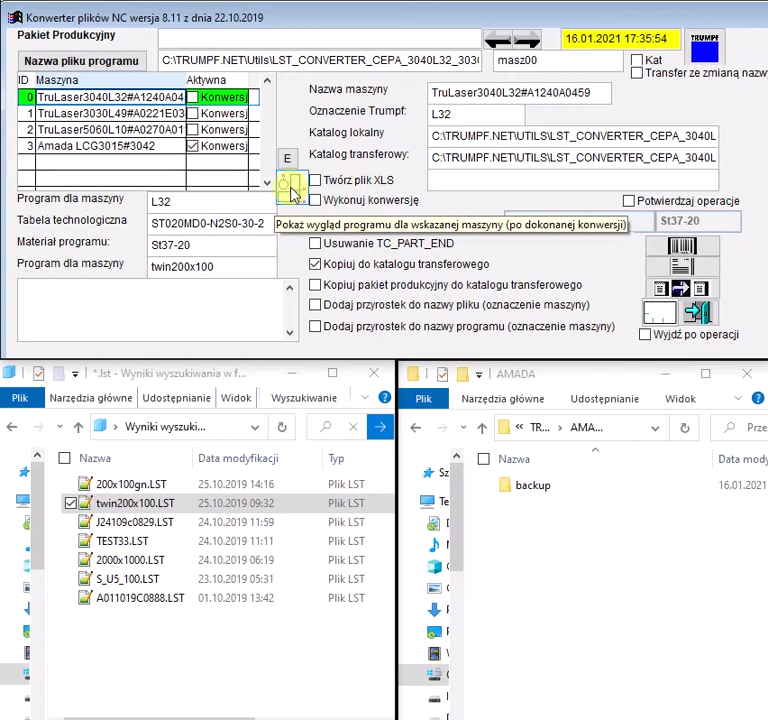 Konwerter plików NC wersja 8.11 z dnia 22.10.2019
Pakiet Produkcyjny
16.01.2021 17:35:54
TRUMPF
Nazwa pliku programu
C:\TRUMPF.NET\Utils\LST_CONVERTER_CEPA_3040L32_303
masz00
Kat
Transfer ze zmianą nazwy
ID Maszyna Aktywna
0 TruLaser3040L32#A1240A04 Konwersj
1 TruLaser3030L49#A0221E03 Konwersj
2 TruLaser5060L10#A0270A01 Konwersj
3 Amada LCG3015#3042 Konwersj
Nazwa maszyny
TruLaser3040L32#A1240A0459
Oznaczenie Trumpf:
L32
Katalog lokalny
C:\TRUMPF.NET\UTILS\LST_CONVERTER_CEPA_3040L
Katalog transferowy:
C:\TRUMPF.NET\UTILS\LST_CONVERTER_CEPA_3040L
E
Twórz plik XLS
Wykonuj konwersję
Potwierdzaj operacje
Pokaż wygląd programu dla wskazanej maszyny (po dokonanej konwersji)
St37-20
Program dla maszyny
L32
Tabela technologiczna
ST020MD0-N2S0-30-2
Materiał programu:
St37-20
Program dla maszyny
twin200x100
Usuwanie TC_PART_END
Kopiuj do katalogu transferowego
Kopiuj pakiet produkcyjny do katalogu transferowego
Dodaj przyrostek do nazwy pliku (oznaczenie maszyny)
Dodaj przyrostek do nazwy programu (oznaczenie maszyny)
Wyjdź po operacji
*.lst - Wyniki wyszukiwania w f...
Plik Narzędzia główne Udostępnianie Widok Wyszukiwanie
Wyniki wyszuki...
Nazwa Data modyfikacji Typ
200x100gn.LST 25.10.2019 14:16 Plik LST
twin200x100.LST 25.10.2019 09:32 Plik LST
J24109c0829.LST 24.10.2019 11:59 Plik LST
TEST33.LST 24.10.2019 11:11 Plik LST
2000x1000.LST 24.10.2019 06:19 Plik LST
S_U5_100.LST 23.10.2019 05:31 Plik LST
A011019C0888.LST 01.10.2019 13:42 Plik LST
AMADA
Plik Narzędzia główne Udostępnianie Widok
« TR... AMA...
Prze
Nazwa Data mody
backup 16.01.2021
Sz
Te